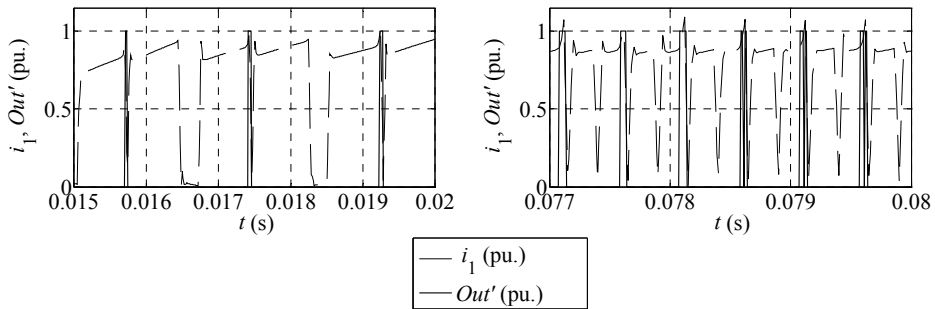 i₁, Out′ (pu.)
1
0.5
0
0.015 0.016 0.017 0.018 0.019 0.02
t (s)
i₁, Out′ (pu.)
1
0.5
0
0.077 0.078 0.079 0.08
t (s)
i₁ (pu.)
Out′ (pu.)